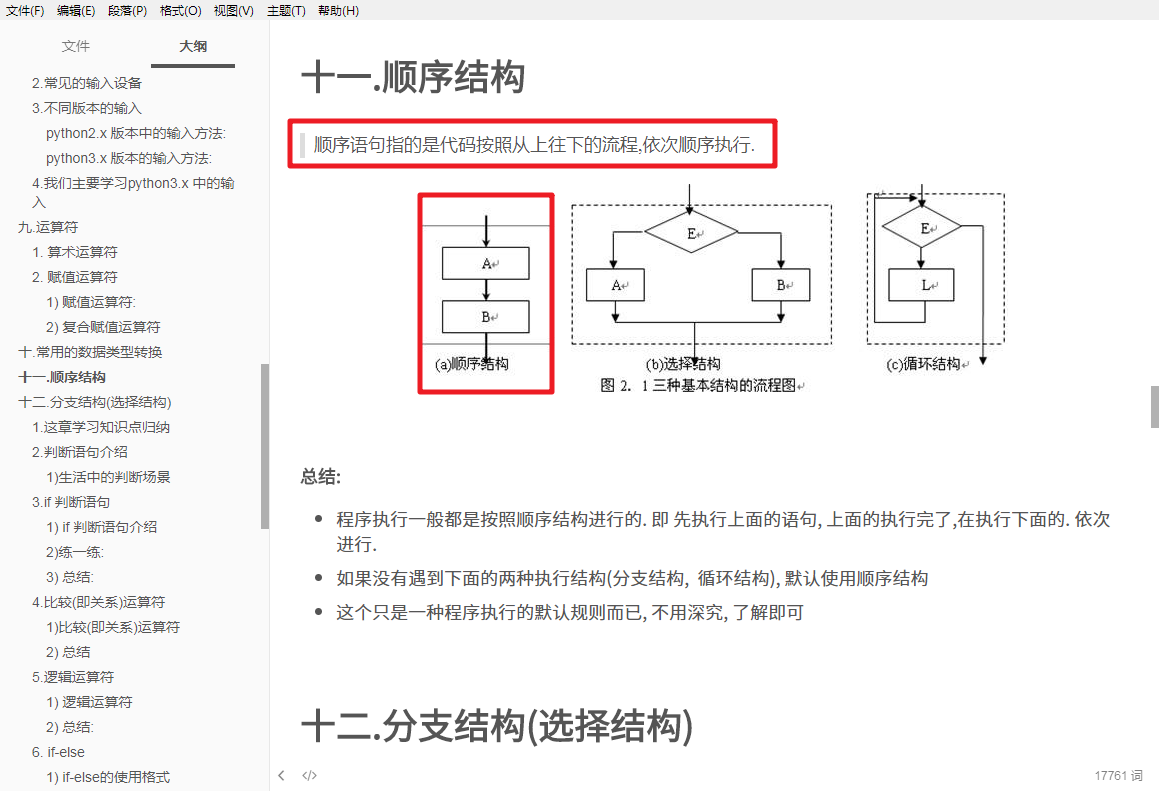 文件(F) 编辑(E) 段落(P) 格式(O) 视图(V) 主题(T) 帮助(H)
文件 大纲
2.常见的输入设备
3.不同版本的输入
python2.x 版本中的输入方法:
python3.x 版本的输入方法:
4.我们主要学习python3.x 中的输
入
九.运算符
1. 算术运算符
2. 赋值运算符
1) 赋值运算符:
2) 复合赋值运算符
十.常用的数据类型转换
十一.顺序结构
十二.分支结构(选择结构)
1.这章学习知识点归纳
2.判断语句介绍
1)生活中的判断场景
3.if 判断语句
1) if 判断语句介绍
2)练一练:
3) 总结:
4.比较(即关系)运算符
1)比较(即关系)运算符
2) 总结
5.逻辑运算符
1) 逻辑运算符
2) 总结:
6. if-else
1) if-else的使用格式
十一.顺序结构
顺序语句指的是代码按照从上往下的流程,依次顺序执行.
A
B
(a)顺序结构
E
A B
(b)选择结构
E
L
(c)循环结构
图 2. 1 三种基本结构的流程图
总结:
程序执行一般都是按照顺序结构进行的. 即 先执行上面的语句, 上面的执行完了,在执行下面的. 依次
进行.
如果没有遇到下面的两种执行结构(分支结构, 循环结构), 默认使用顺序结构
这个只是一种程序执行的默认规则而已, 不用深究, 了解即可
十二.分支结构(选择结构)
</> 17761 词